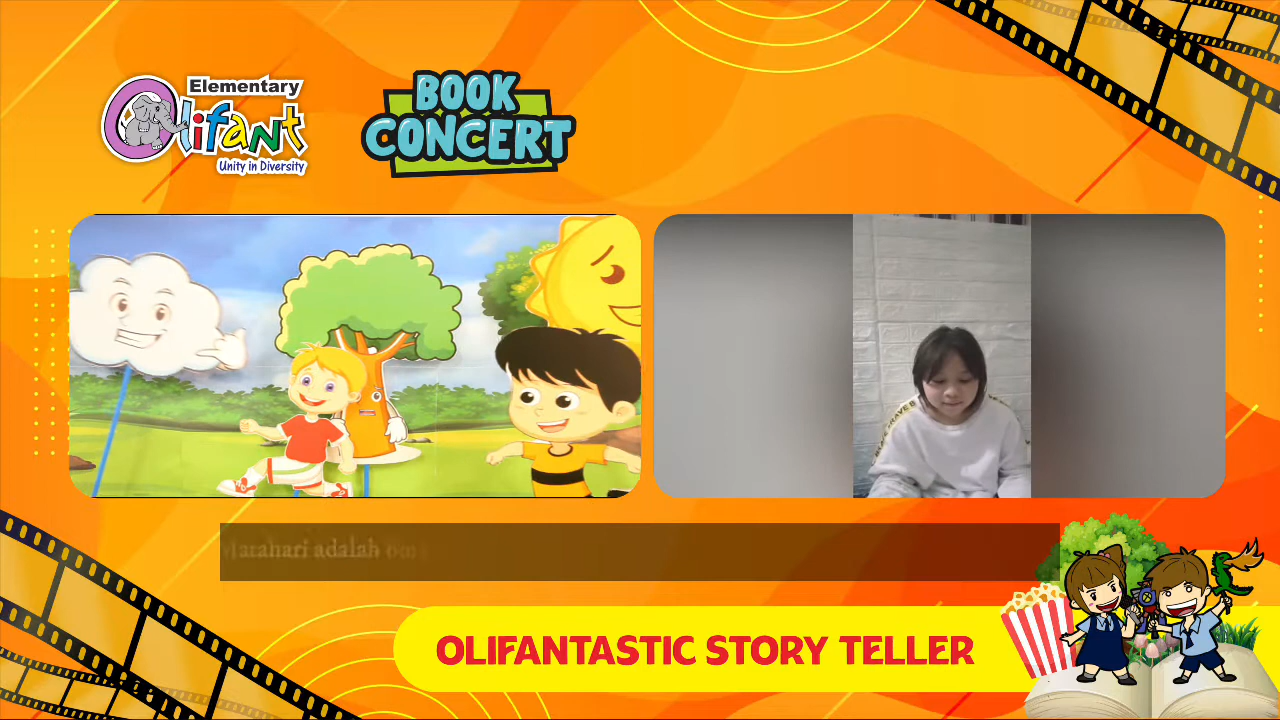 Elementary
Olifant
Unity in Diversity
BOOK
CONCERT
Matahari adalah
OLIFANTASTIC STORY TELLER